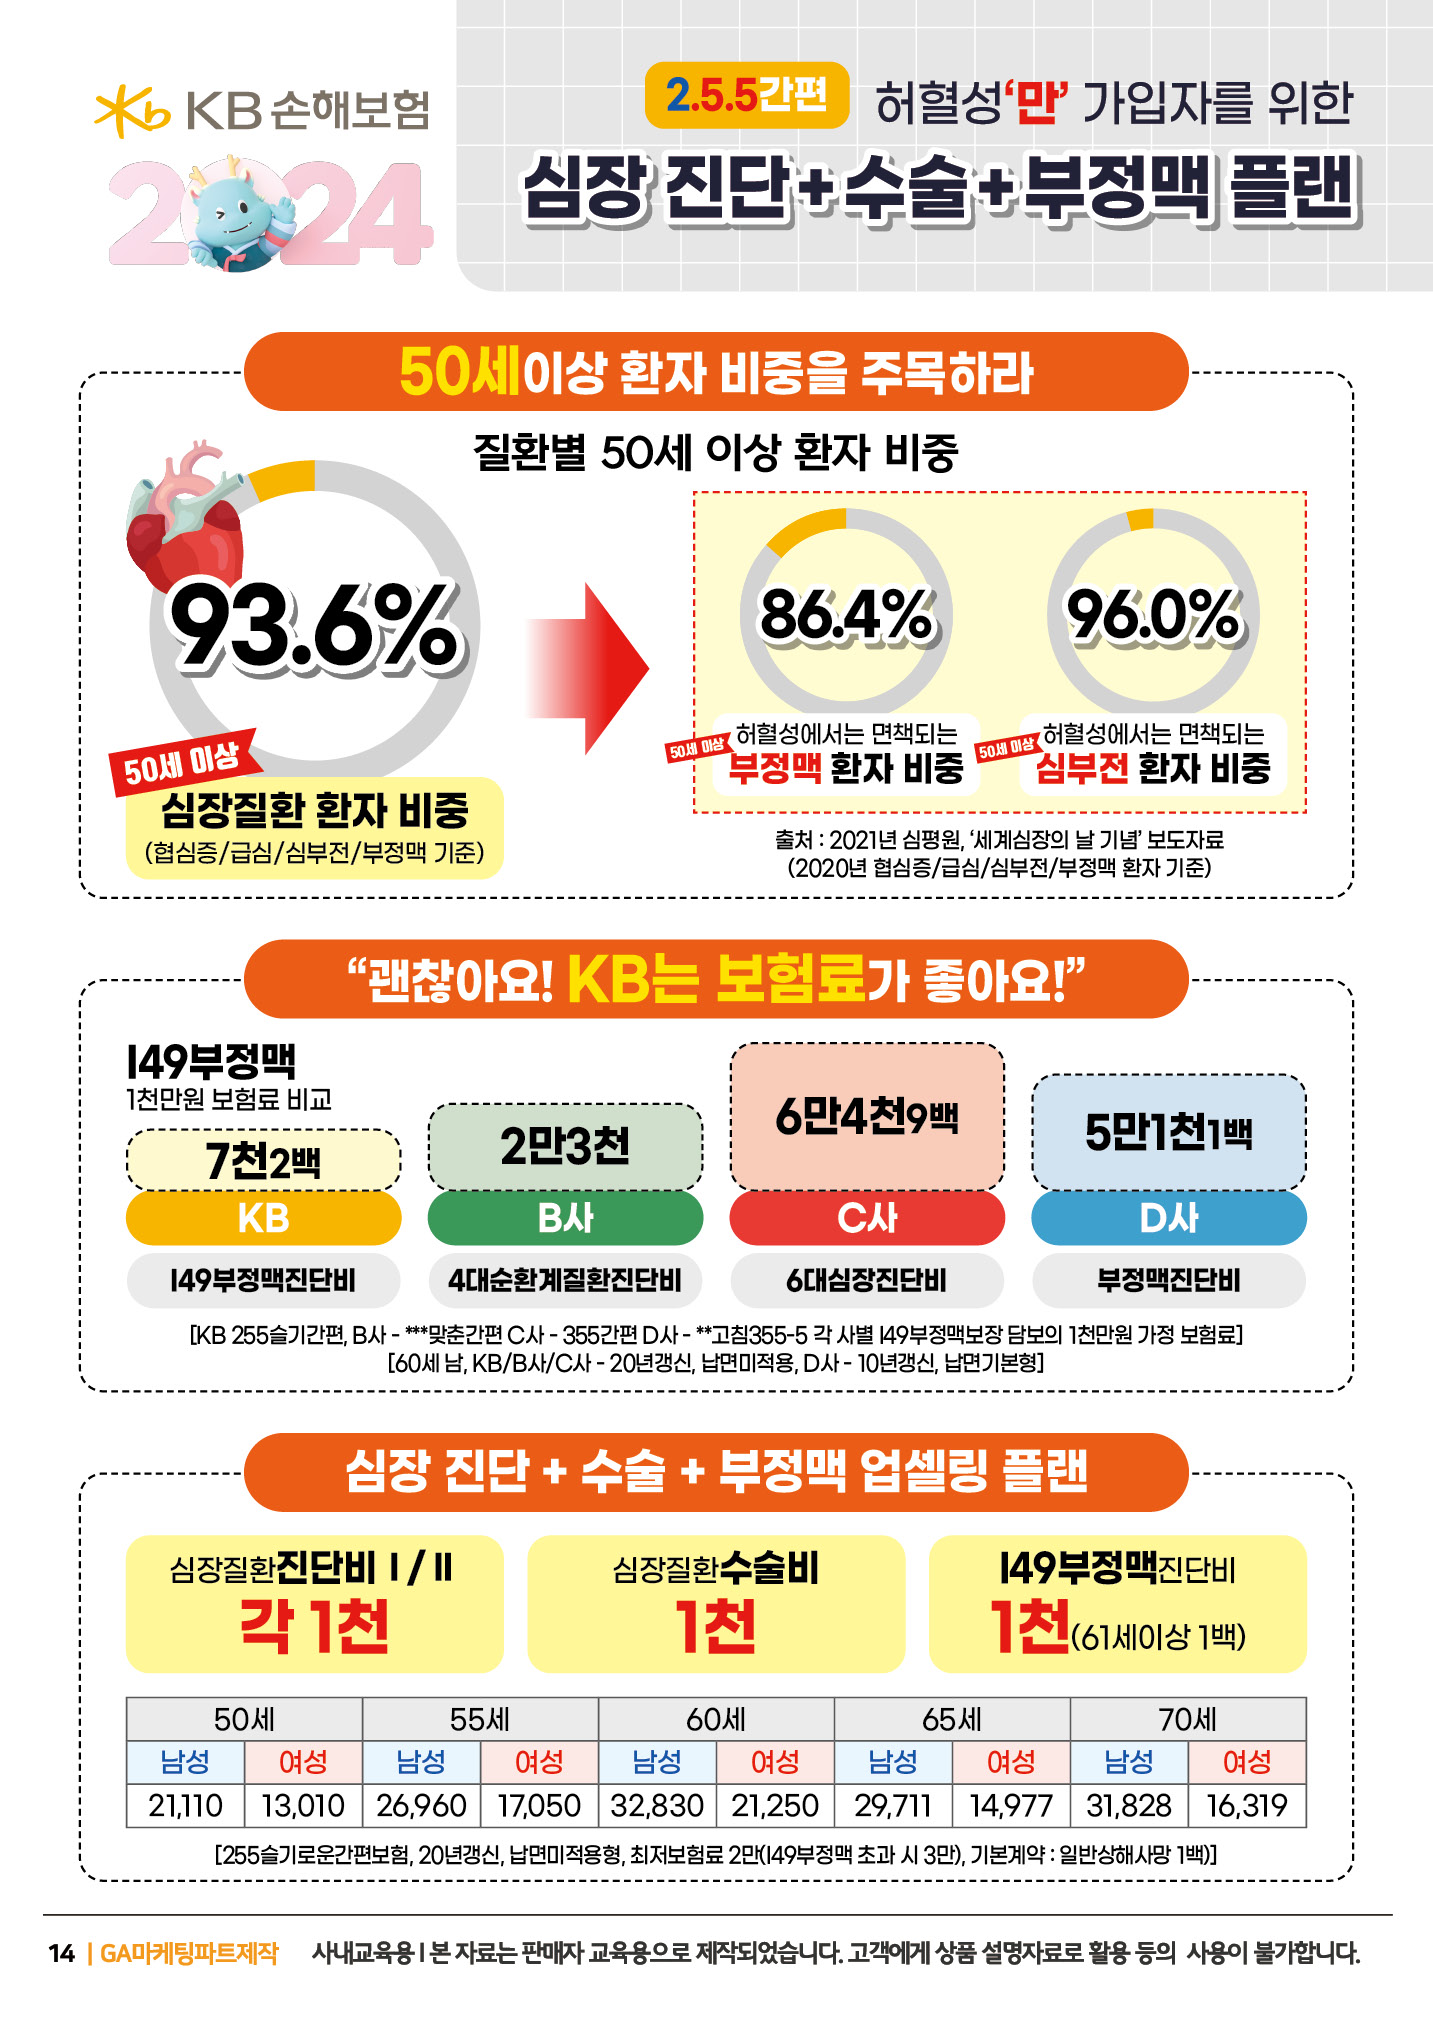 KB 손해보험
2024
2.5.5간편 허혈성‘만’ 가입자를 위한
심장 진단+수술+부정맥 플랜
50세이상 환자 비중을 주목하라
질환별 50세 이상 환자 비중
93.6%
50세 이상
심장질환 환자 비중
(협심증/급심/심부전/부정맥 기준)
86.4%
50세 이상
허혈성에서는 면책되는
부정맥 환자 비중
96.0%
50세 이상
허혈성에서는 면책되는
심부전 환자 비중
출처 : 2021년 심평원, ‘세계심장의 날 기념’ 보도자료
(2020년 협심증/급심/심부전/부정맥 환자 기준)
“괜찮아요! KB는 보험료가 좋아요!”
I49부정맥
1천만원 보험료 비교
7천2백
KB
I49부정맥진단비
2만3천
B사
4대순환계질환진단비
6만4천9백
C사
6대심장진단비
5만1천1백
D사
부정맥진단비
[KB 255슬기간편, B사 - ***맞춘간편 C사 - 355간편 D사 - **고침355-5 각 사별 I49부정맥보장 담보의 1천만원 가정 보험료]
[60세 남, KB/B사/C사 - 20년갱신, 납면미적용, D사 - 10년갱신, 납면기본형]
심장 진단 + 수술 + 부정맥 업셀링 플랜
심장질환진단비 I / II
각 1천
심장질환수술비
1천
I49부정맥진단비
1천(61세이상 1백)
50세 55세 60세 65세 70세
남성 여성 남성 여성 남성 여성 남성 여성 남성 여성
21,110 13,010 26,960 17,050 32,830 21,250 29,711 14,977 31,828 16,319
[255슬기로운간편보험, 20년갱신, 납면미적용형, 최저보험료 2만(I49부정맥 초과 시 3만), 기본계약 : 일반상해사망 1백)]
14 | GA마케팅파트제작 사내교육용 I 본 자료는 판매자 교육용으로 제작되었습니다. 고객에게 상품 설명자료로 활용 등의 사용이 불가합니다.